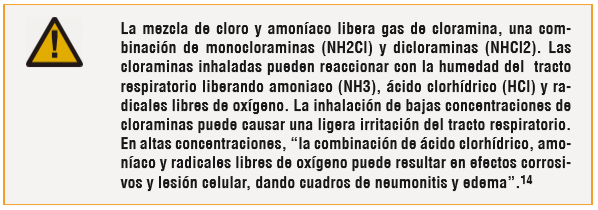 La mezcla de cloro y amoníaco libera gas de cloramina, una com-
binación de monocloraminas (NH2Cl) y dicloraminas (NHCl2). Las
cloraminas inhaladas pueden reaccionar con la humedad del tracto
respiratorio liberando amoniaco (NH3), ácido clorhídrico (HCl) y ra-
dicales libres de oxígeno. La inhalación de bajas concentraciones de
cloraminas puede causar una ligera irritación del tracto respiratorio.
En altas concentraciones, “la combinación de ácido clorhídrico, amo-
níaco y radicales libres de oxígeno puede resultar en efectos corrosi-
vos y lesión celular, dando cuadros de neumonitis y edema”.14